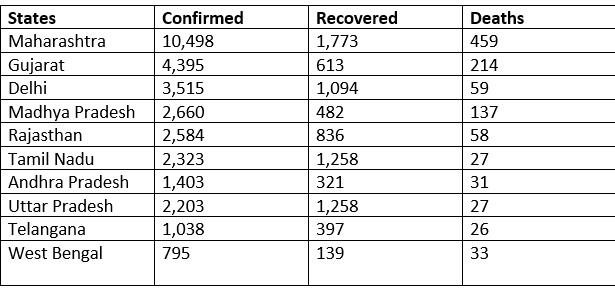 States Confirmed Recovered Deaths
Maharashtra 10,498 1,773 459
Gujarat 4,395 613 214
Delhi 3,515 1,094 59
Madhya Pradesh 2,660 482 137
Rajasthan 2,584 836 58
Tamil Nadu 2,323 1,258 27
Andhra Pradesh 1,403 321 31
Uttar Pradesh 2,203 1,258 27
Telangana 1,038 397 26
West Bengal 795 139 33